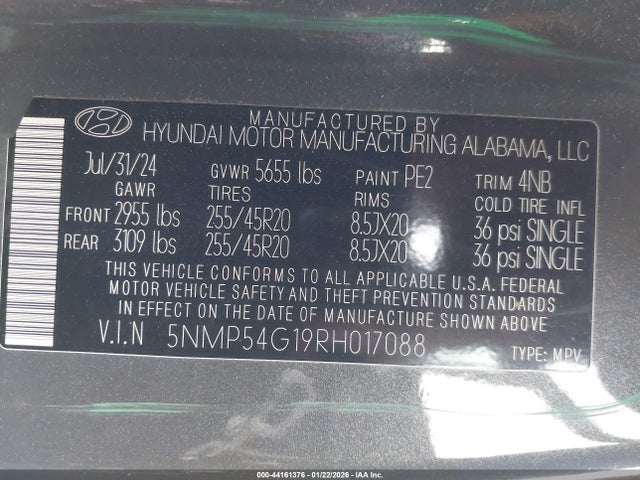 MANUFACTURED BY
HYUNDAI MOTOR MANUFACTURING ALABAMA, LLC
Jul/31/24 GVWR 5655 lbs PAINT PE2 TRIM 4NB
GAWR TIRES RIMS COLD TIRE INFL
FRONT 2955 lbs 255/45R20 8.5JX20 36 psi SINGLE
REAR 3109 lbs 255/45R20 8.5JX20 36 psi SINGLE
THIS VEHICLE CONFORMS TO ALL APPLICABLE U.S.A. FEDERAL
MOTOR VEHICLE SAFETY AND THEFT PREVENTION STANDARDS
IN EFFECT ON THE DATE OF MANUFACTURE SHOWN ABOVE
V.I.N 5NMP54G19RH017088 TYPE: MPV
000-44161376 - 01/22/2026 - IAA Inc.